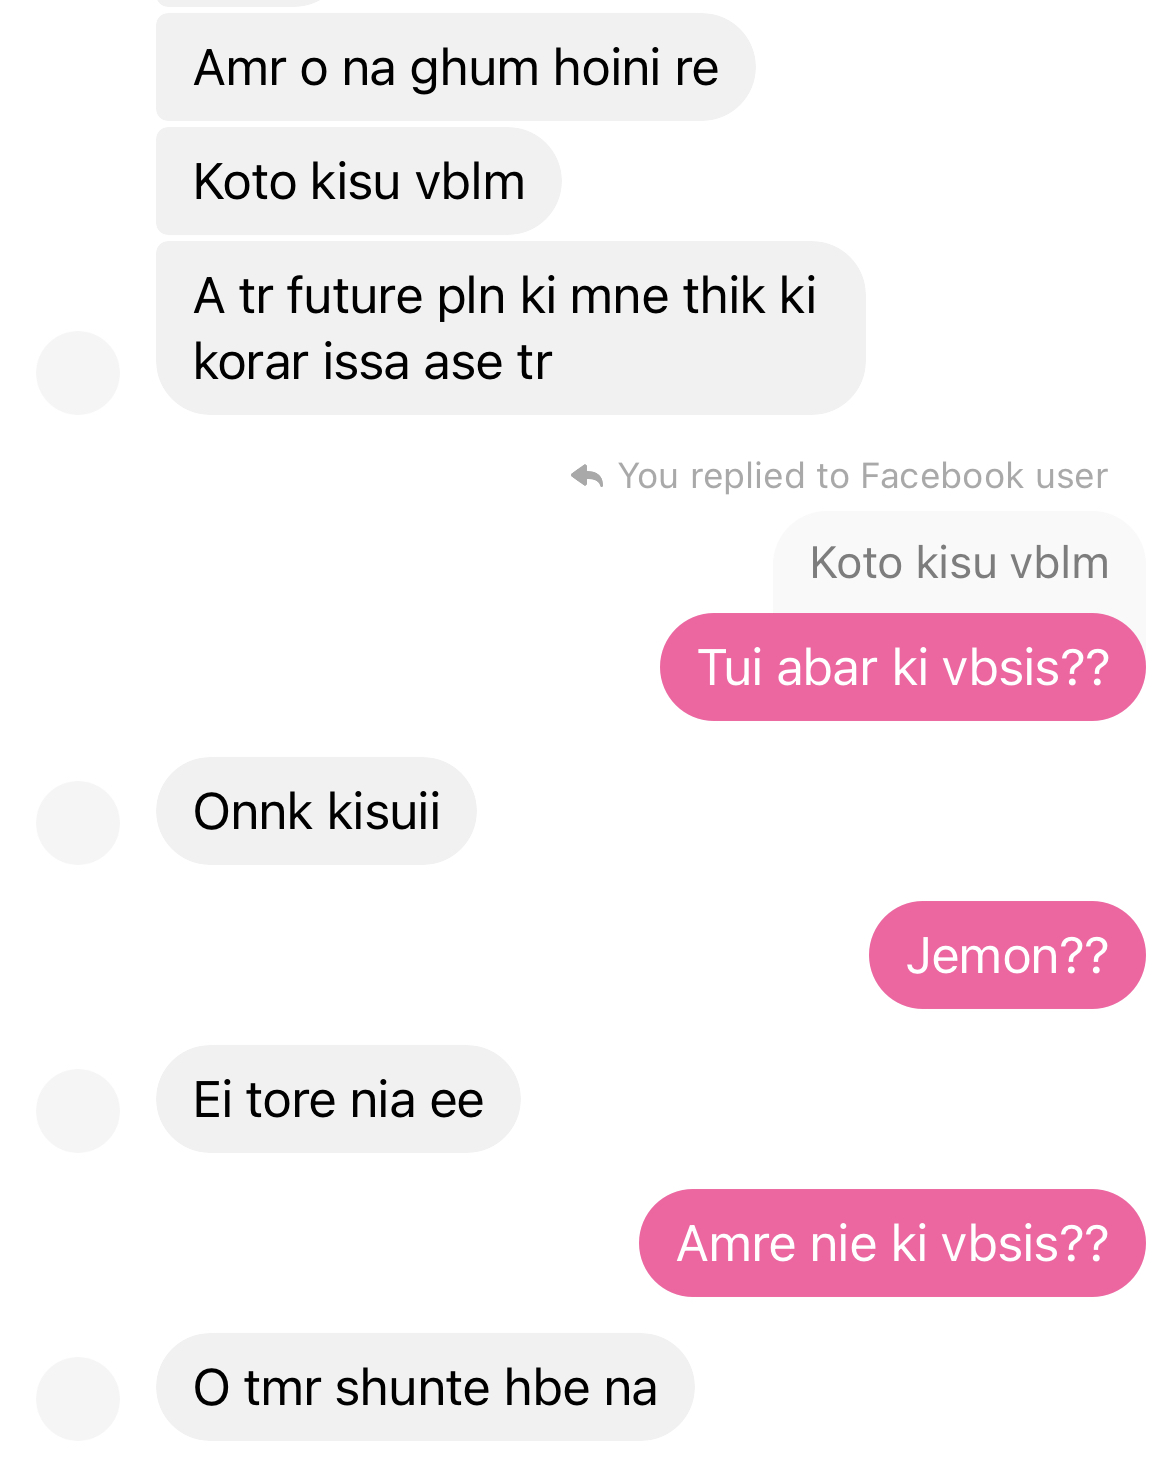 Amr o na ghum hoini re
Koto kisu vblm
A tr future pln ki mne thik ki
korar issa ase tr
You replied to Facebook user
Koto kisu vblm
Tui abar ki vbsis??
Onnk kisuii
Jemon??
Ei tore nia ee
Amre nie ki vbsis??
O tmr shunte hbe na